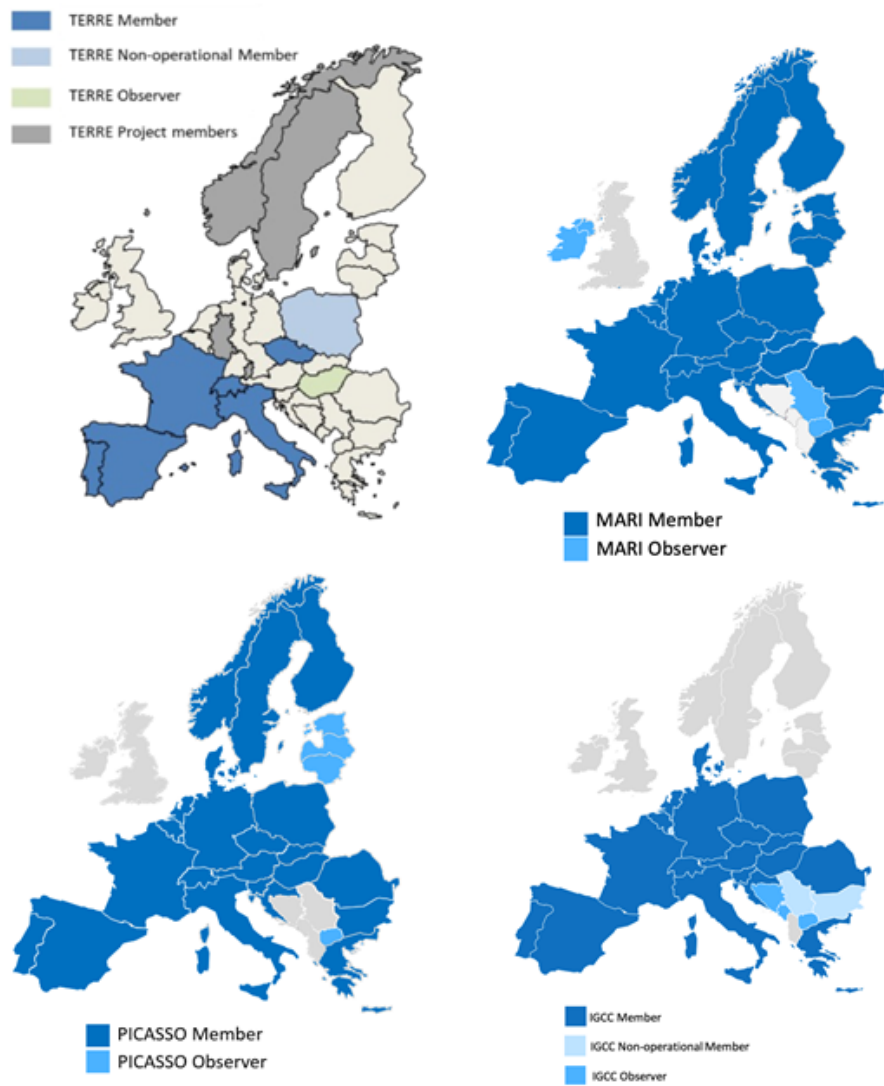 TERRE Member
TERRE Non-operational Member
TERRE Observer
TERRE Project members
MARI Member
MARI Observer
PICASSO Member
PICASSO Observer
IGCC Member
IGCC Non-operational Member
IGCC Observer